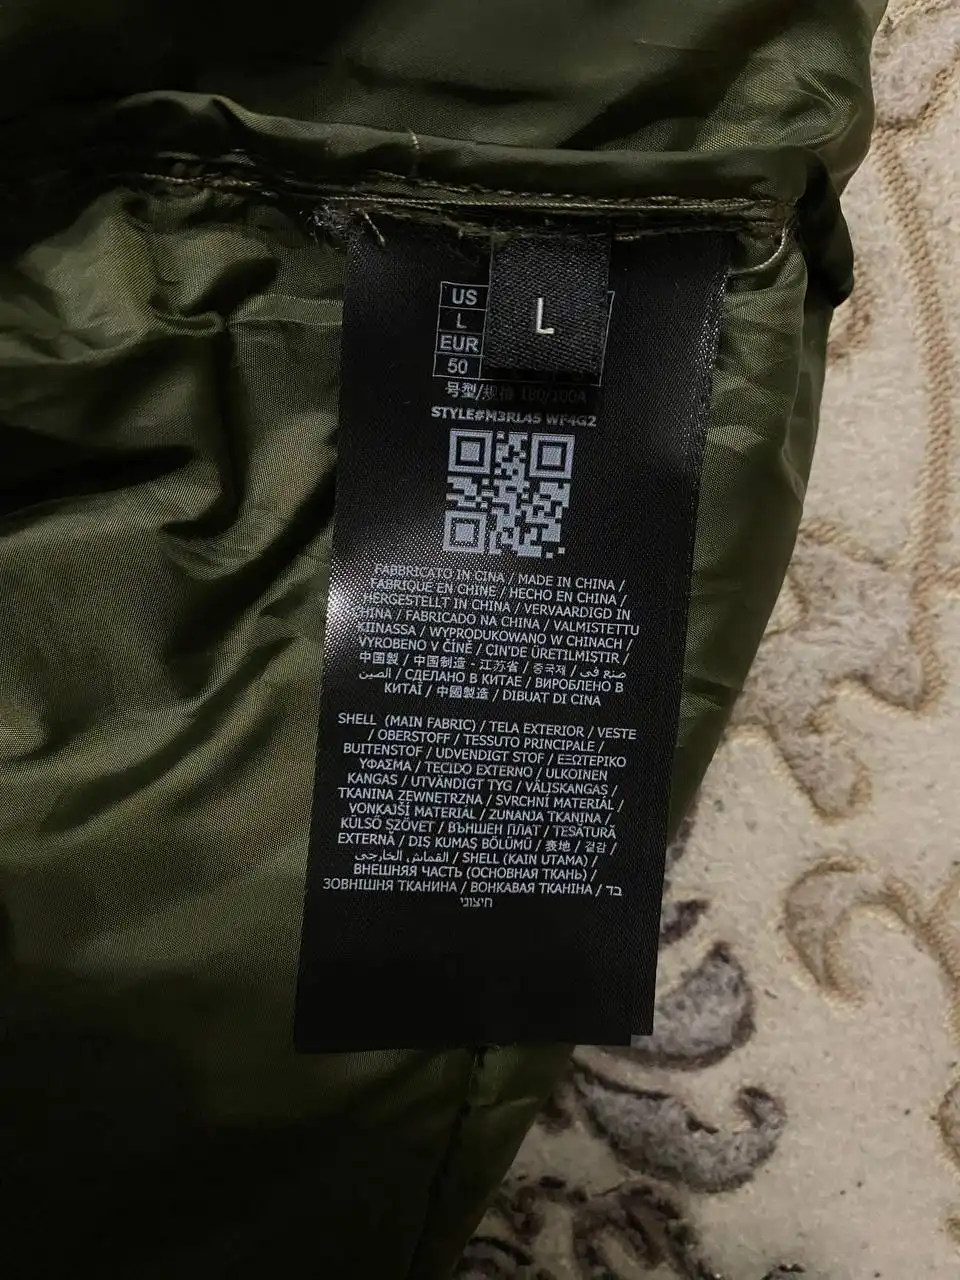 US
L
L
EUR
50
号型/规格 180/100A
STYLE#M3RL45 WF4G2
FABBRICATO IN CINA / MADE IN CHINA /
FABRIQUÉ EN CHINE / HECHO EN CHINA /
HERGESTELLT IN CHINA / VERVAARDIGD IN
CHINA / FABRICADO NA CHINA / VALMISTETTU
KIINASSA / WYPRODUKOWANO W CHINACH /
VYROBENO V ČÍNĚ / ÇIN'DE ÜRETILMIŞTIR /
中国製 / 中国制造 - 江苏省 / 중국제 / صنع في
الصين / СДЕЛАНО В КИТАЕ / ВИРОБЛЕНО В
КИТАЇ / 中國製造 / DIBUAT DI CINA
SHELL (MAIN FABRIC) / TELA EXTERIOR / VESTE
/ OBERSTOFF / TESSUTO PRINCIPALE /
BUITENSTOF / UDVENDIGT STOF / ΕΞΩΤΕΡΙΚΟ
ΥΦΑΣΜΑ / TECIDO EXTERNO / ULKOINEN
KANGAS / UTVÄNDIGT TYG / VÄLISKANGAS /
TKANINA ZEWNETRZNA / SVRCHNÍ MATERIÁL /
VONKAJŠÍ MATERIÁL / ZUNANJA TKANINA /
KÜLSŐ SZÖVET / ВЪНШЕН ПЛАТ / TESĂTURĂ
EXTERNĂ / DIŞ KUMAŞ BÖLÜMÜ / 表地 / 겉감 /
القماش الخارجي / SHELL (KAIN UTAMA) /
ВНЕШНЯЯ ЧАСТЬ (ОСНОВНАЯ ТКАНЬ) /
ЗОВНІШНЯ ТКАНИНА / ВОНКАВАЯ ТКАНІНА / בד
חיצוני